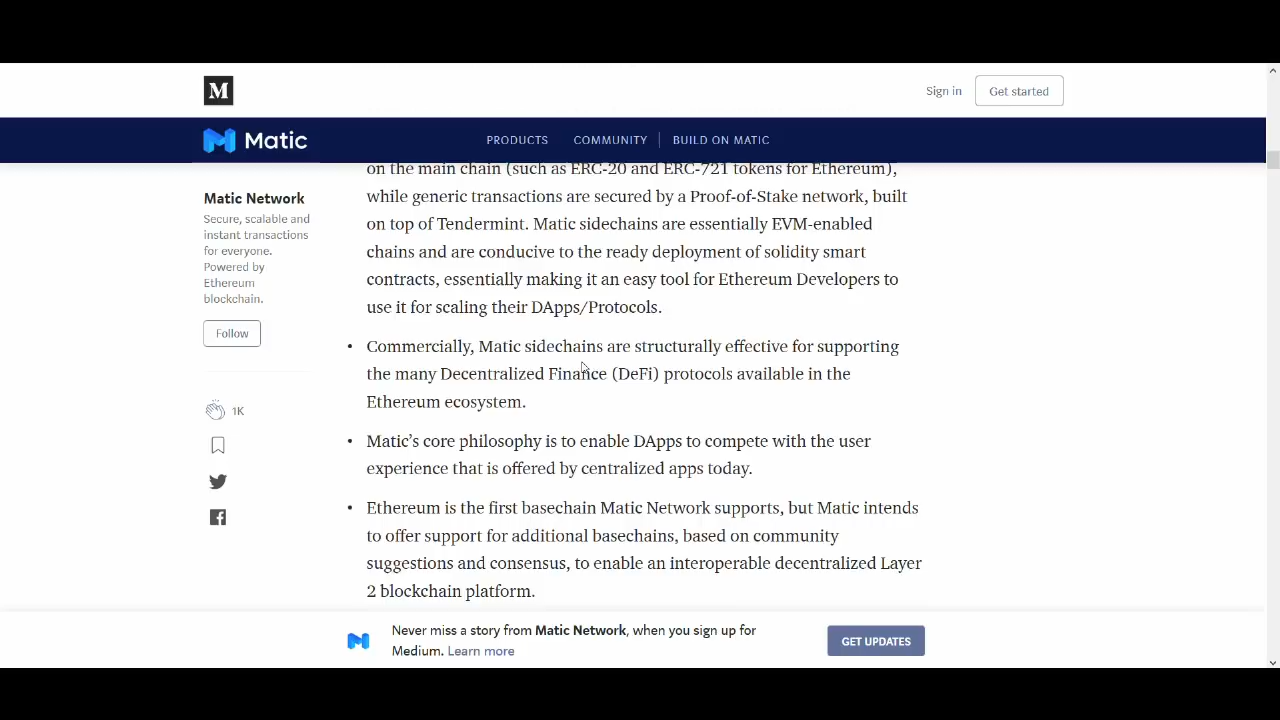 M
Sign in
Get started
Matic
PRODUCTS
COMMUNITY
BUILD ON MATIC
Matic Network
Secure, scalable and
instant transactions
for everyone.
Powered by
Ethereum
blockchain.
Follow
1K
on the main chain (such as ERC-20 and ERC-721 tokens for Ethereum),
while generic transactions are secured by a Proof-of-Stake network, built
on top of Tendermint. Matic sidechains are essentially EVM-enabled
chains and are conducive to the ready deployment of solidity smart
contracts, essentially making it an easy tool for Ethereum Developers to
use it for scaling their DApps/Protocols.
• Commercially, Matic sidechains are structurally effective for supporting
the many Decentralized Finance (DeFi) protocols available in the
Ethereum ecosystem.
• Matic’s core philosophy is to enable DApps to compete with the user
experience that is offered by centralized apps today.
• Ethereum is the first basechain Matic Network supports, but Matic intends
to offer support for additional basechains, based on community
suggestions and consensus, to enable an interoperable decentralized Layer
2 blockchain platform.
Never miss a story from Matic Network, when you sign up for
Medium. Learn more
GET UPDATES